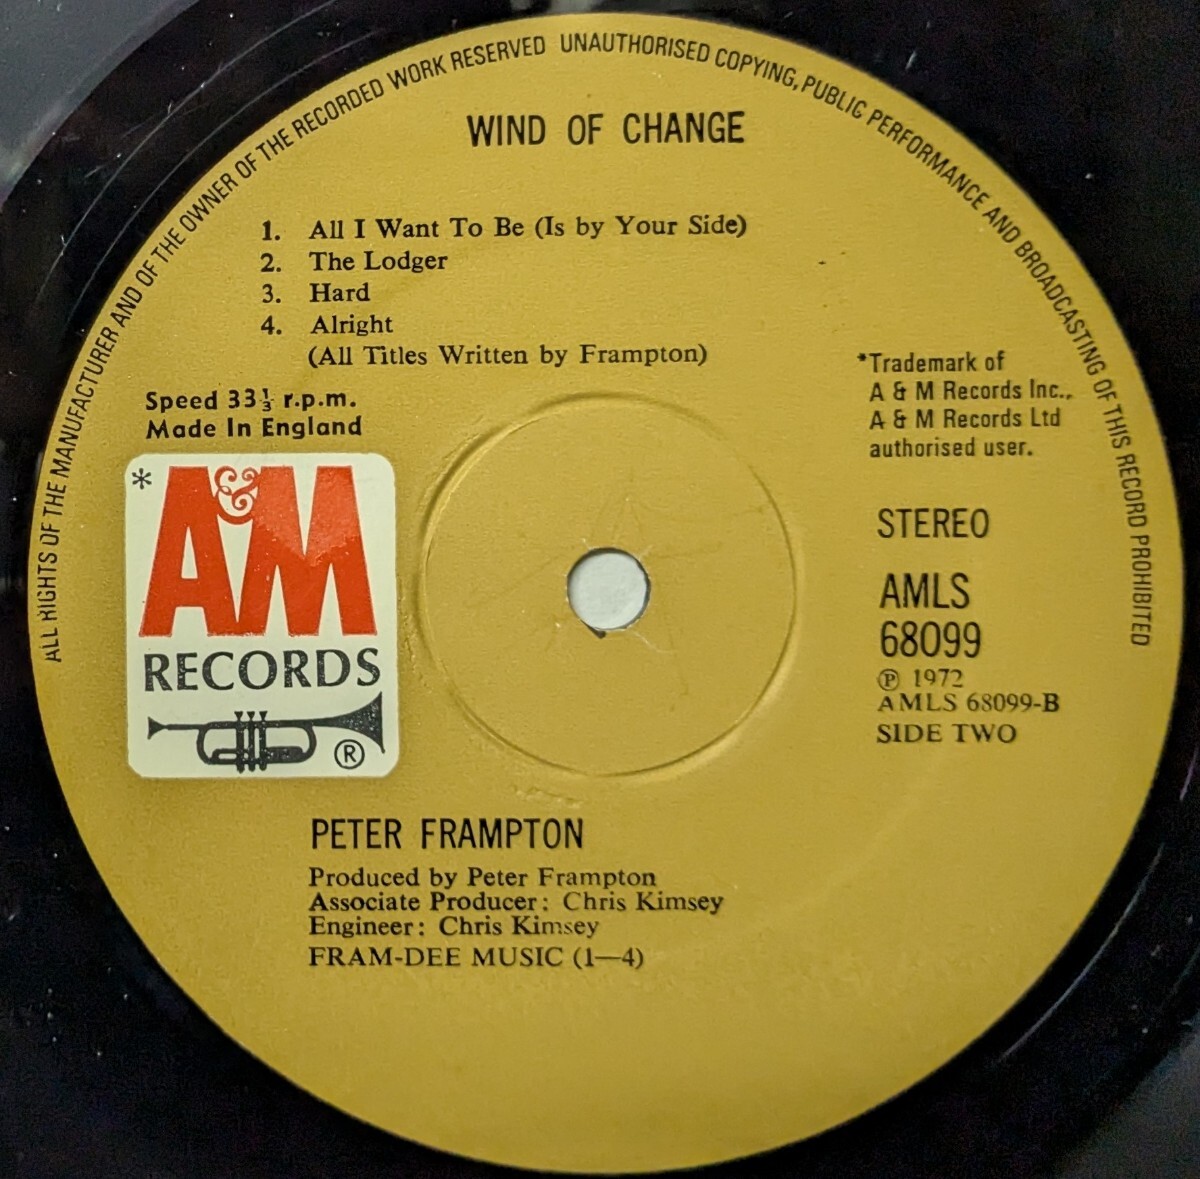 ALL RIGHTS OF THE MANUFACTURER AND OF THE OWNER OF THE RECORDED WORK RESERVED UNAUTHORISED COPYING, PUBLIC PERFORMANCE AND BROADCASTING OF THIS RECORD PROHIBITED
WIND OF CHANGE
1. All I Want To Be (Is by Your Side)
2. The Lodger
3. Hard
4. Alright
(All Titles Written by Frampton)
Speed 33⅓ r.p.m.
Made In England
*Trademark of
A & M Records Inc.,
A & M Records Ltd
authorised user.
* A&M
RECORDS
®
STEREO
AMLS
68099
℗ 1972
AMLS 68099-B
SIDE TWO
PETER FRAMPTON
Produced by Peter Frampton
Associate Producer: Chris Kimsey
Engineer: Chris Kimsey
FRAM-DEE MUSIC (1—4)